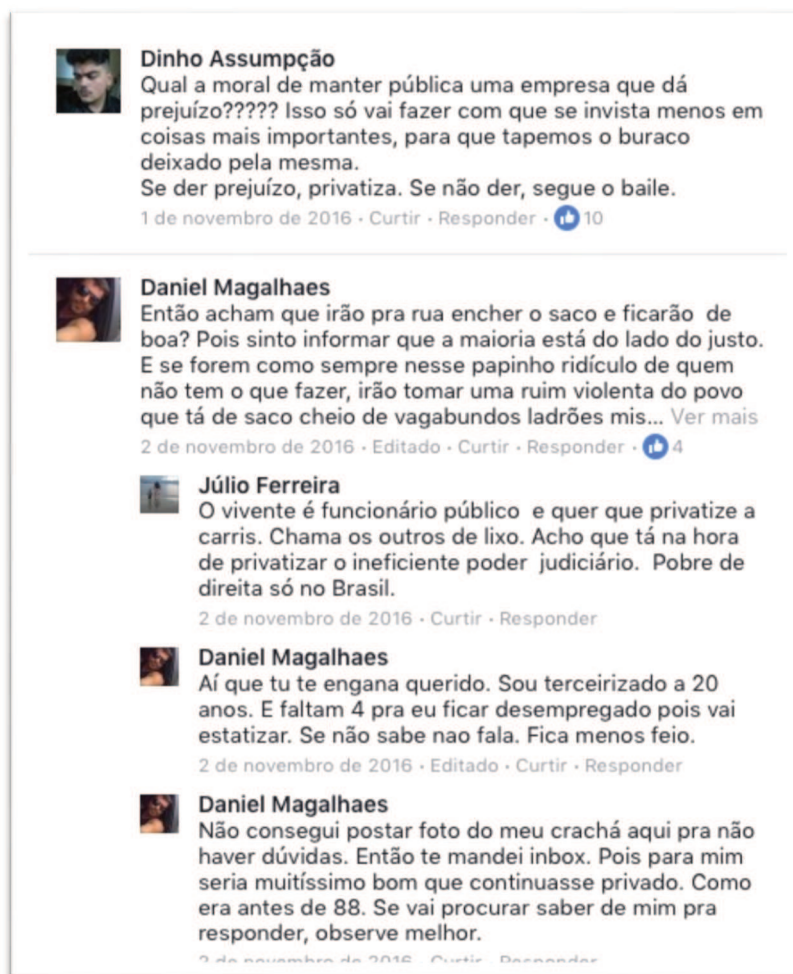 Dinho Assumpção
Qual a moral de manter pública uma empresa que dá
prejuízo????? Isso só vai fazer com que se invista menos em
coisas mais importantes, para que tapemos o buraco
deixado pela mesma.
Se der prejuízo, privatiza. Se não der, segue o baile.
1 de novembro de 2016 · Curtir · Responder · 10
Daniel Magalhaes
Então acham que irão pra rua encher o saco e ficarão de
boa? Pois sinto informar que a maioria está do lado do justo.
E se forem como sempre nesse papinho ridículo de quem
não tem o que fazer, irão tomar uma ruim violenta do povo
que tá de saco cheio de vagabundos ladrões mis... Ver mais
2 de novembro de 2016 · Editado · Curtir · Responder · 4
Júlio Ferreira
O vivente é funcionário público e quer que privatize a
carris. Chama os outros de lixo. Acho que tá na hora
de privatizar o ineficiente poder judiciário. Pobre de
direita só no Brasil.
2 de novembro de 2016 · Curtir · Responder
Daniel Magalhaes
Aí que tu te engana querido. Sou terceirizado a 20
anos. E faltam 4 pra eu ficar desempregado pois vai
estatizar. Se não sabe nao fala. Fica menos feio.
2 de novembro de 2016 · Editado · Curtir · Responder
Daniel Magalhaes
Não consegui postar foto do meu crachá aqui pra não
haver dúvidas. Então te mandei inbox. Pois para mim
seria muitíssimo bom que continuasse privado. Como
era antes de 88. Se vai procurar saber de mim pra
responder, observe melhor.
2 de novembro de 2016 · Curtir · Responder